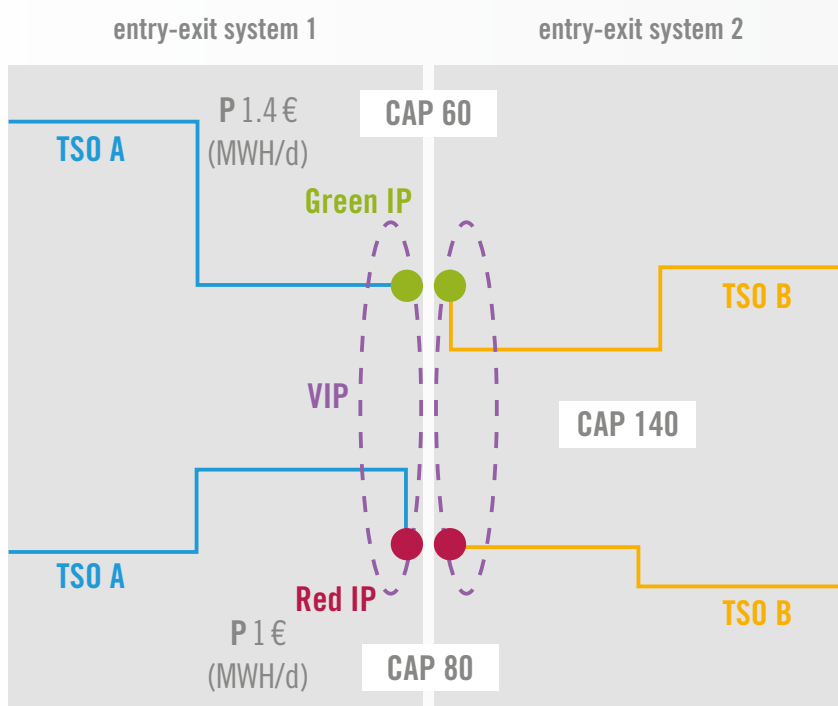 entry-exit system 1
entry-exit system 2
P 1.4 €
(MWH/d)
CAP 60
TSO A
Green IP
TSO B
VIP
CAP 140
TSO A
Red IP
TSO B
P 1 €
(MWH/d)
CAP 80